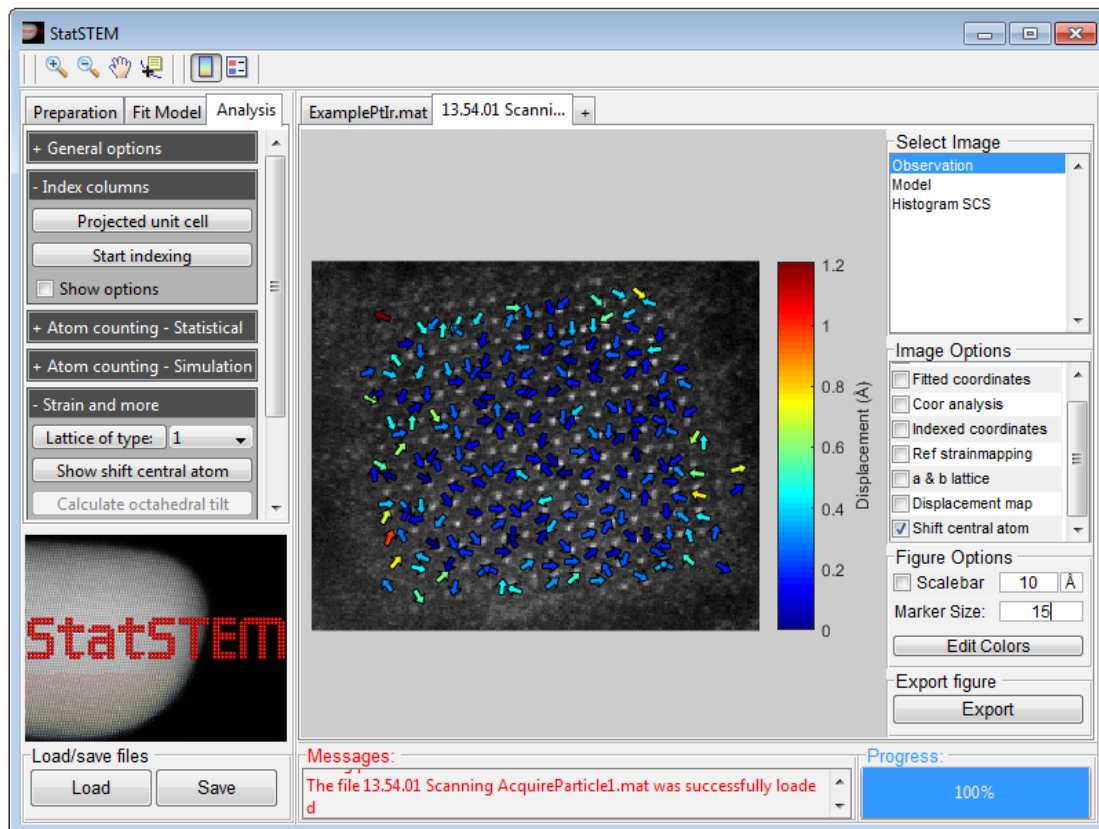 StatSTEM
Preparation Fit Model Analysis
+ General options
- Index columns
Projected unit cell
Start indexing
Show options
+ Atom counting - Statistical
+ Atom counting - Simulation
- Strain and more
Lattice of type: 1
Show shift central atom
Calculate octahedral tilt
StatSTEM
Load/save files
Load Save
ExamplePtIr.mat 13.54.01 Scanni... +
1.2
1
0.8
0.6
0.4
0.2
0
Displacement (Å)
Select Image
Observation
Model
Histogram SCS
Image Options
Fitted coordinates
Coor analysis
Indexed coordinates
Ref strainmapping
a & b lattice
Displacement map
Shift central atom
Figure Options
Scalebar 10 Å
Marker Size: 15
Edit Colors
Export figure
Export
Messages:
The file 13.54.01 Scanning AcquireParticle1.mat was successfully loade
d
Progress:
100%